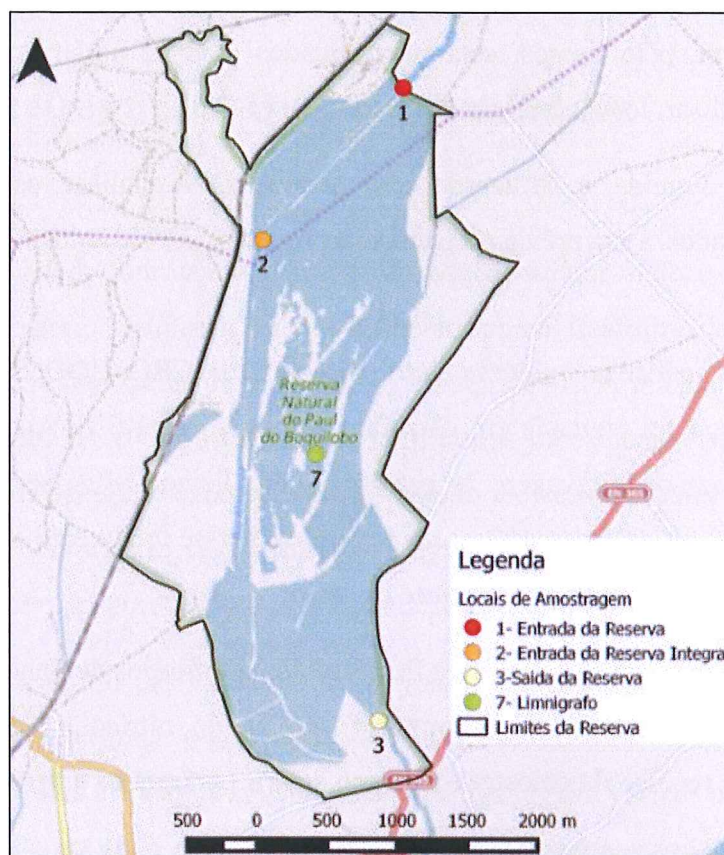 1
2
Reserva
Natural
do Paul
do Boquilobo
7
EN 365
Legenda
Locais de Amostragem
1- Entrada da Reserva
2- Entrada da Reserva Integra
3-Saida da Reserva
7- Limnigrafo
Limites da Reserva
3
500 0 500 1000 1500 2000 m